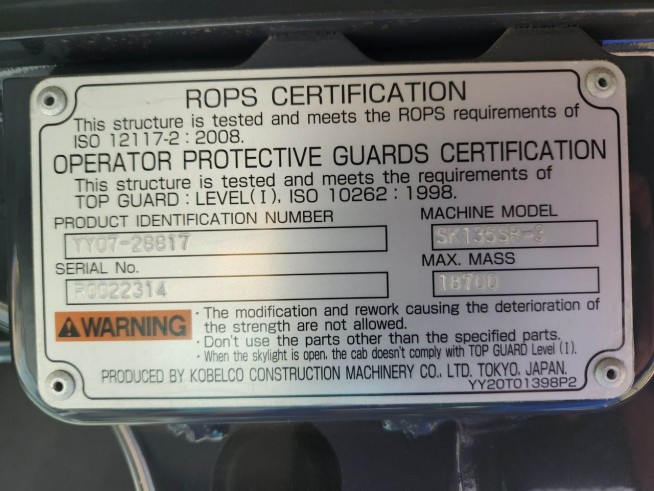 ROPS CERTIFICATION
This structure is tested and meets the ROPS requirements of
ISO 12117-2 : 2008.
OPERATOR PROTECTIVE GUARDS CERTIFICATION
This structure is tested and meets the requirements of
TOP GUARD : LEVEL(I), ISO 10262 : 1998.
PRODUCT IDENTIFICATION NUMBER
YY07-28817
MACHINE MODEL
SK135SR-3
SERIAL No.
R0022314
MAX. MASS
18700
WARNING
· The modification and rework causing the deterioration of
the strength are not allowed.
· Don't use the parts other than the specified parts.
· When the skylight is open, the cab doesn't comply with TOP GUARD Level (I).
PRODUCED BY KOBELCO CONSTRUCTION MACHINERY CO., LTD. TOKYO, JAPAN.
YY20T01398P2